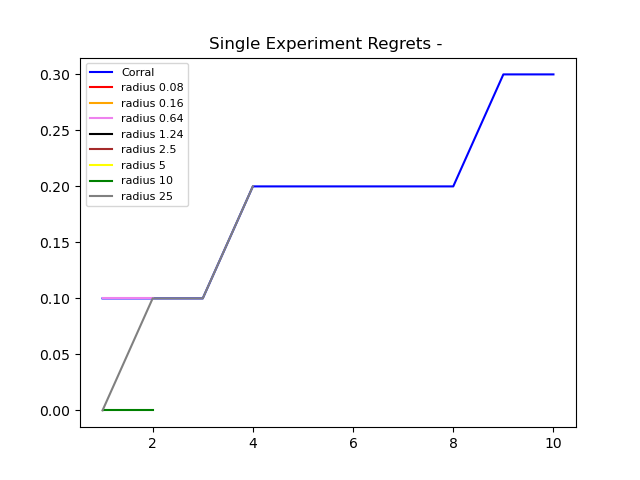 Single Experiment Regrets -
0.30
0.25
0.20
0.15
0.10
0.05
0.00
Corral
radius 0.08
radius 0.16
radius 0.64
radius 1.24
radius 2.5
radius 5
radius 10
radius 25
2 4 6 8 10